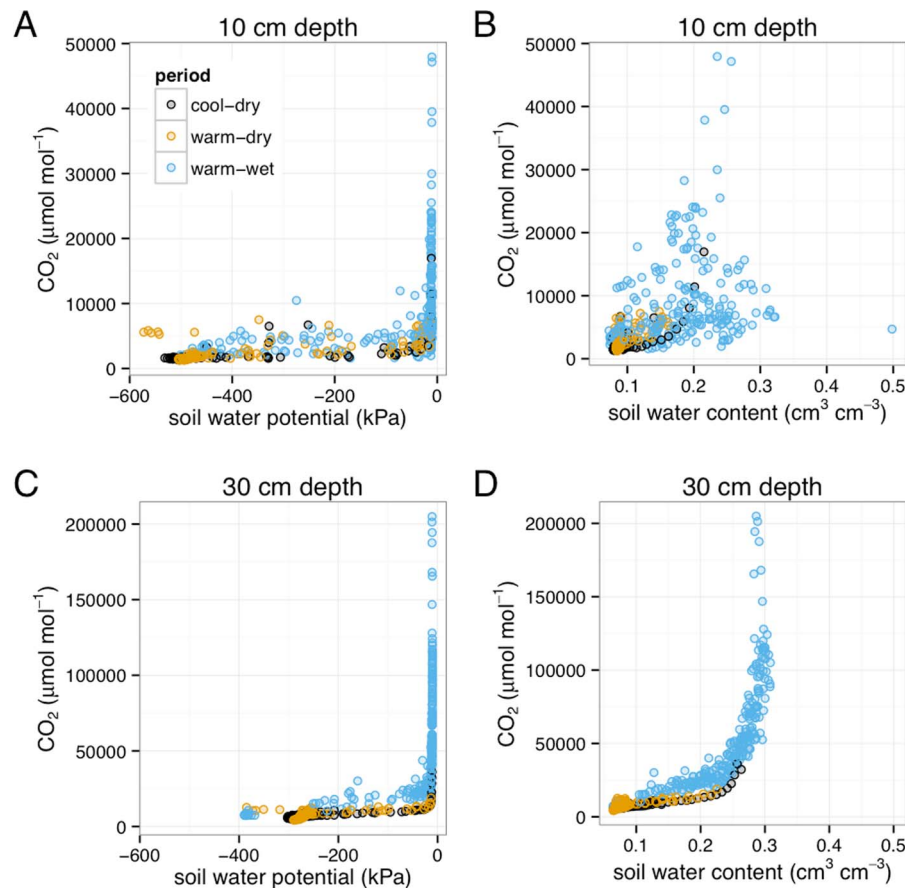 A
10 cm depth
50000
40000
30000
20000
10000
0
CO₂ (μmol mol⁻¹)
period
cool−dry
warm−dry
warm−wet
−600
−400
−200
0
soil water potential (kPa)
B
10 cm depth
50000
40000
30000
20000
10000
0
CO₂ (μmol mol⁻¹)
0.1
0.2
0.3
0.4
0.5
soil water content (cm³ cm⁻³)
C
30 cm depth
200000
150000
100000
50000
0
CO₂ (μmol mol⁻¹)
−600
−400
−200
0
soil water potential (kPa)
D
30 cm depth
200000
150000
100000
50000
0
CO₂ (μmol mol⁻¹)
0.1
0.2
0.3
0.4
0.5
soil water content (cm³ cm⁻³)